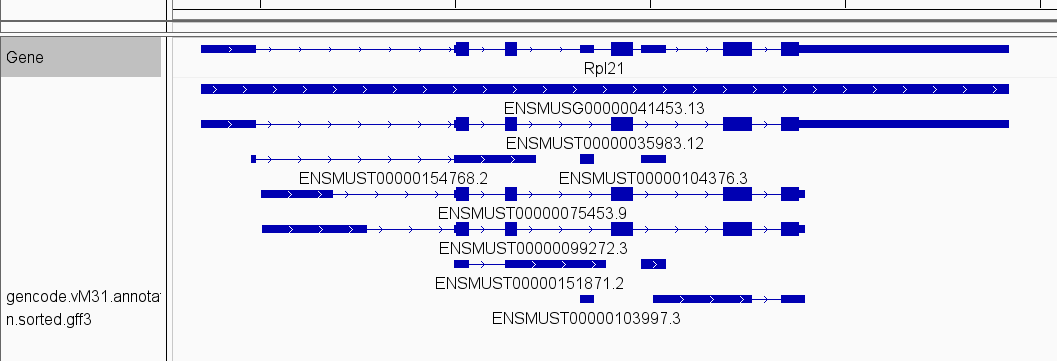 Gene
Rpl21
ENSMUSG00000041453.13
ENSMUST00000035983.12
ENSMUST00000154768.2
ENSMUST00000104376.3
ENSMUST00000075453.9
ENSMUST00000099272.3
ENSMUST00000151871.2
gencode.vM31.annotat
n.sorted.gff3
ENSMUST00000103997.3